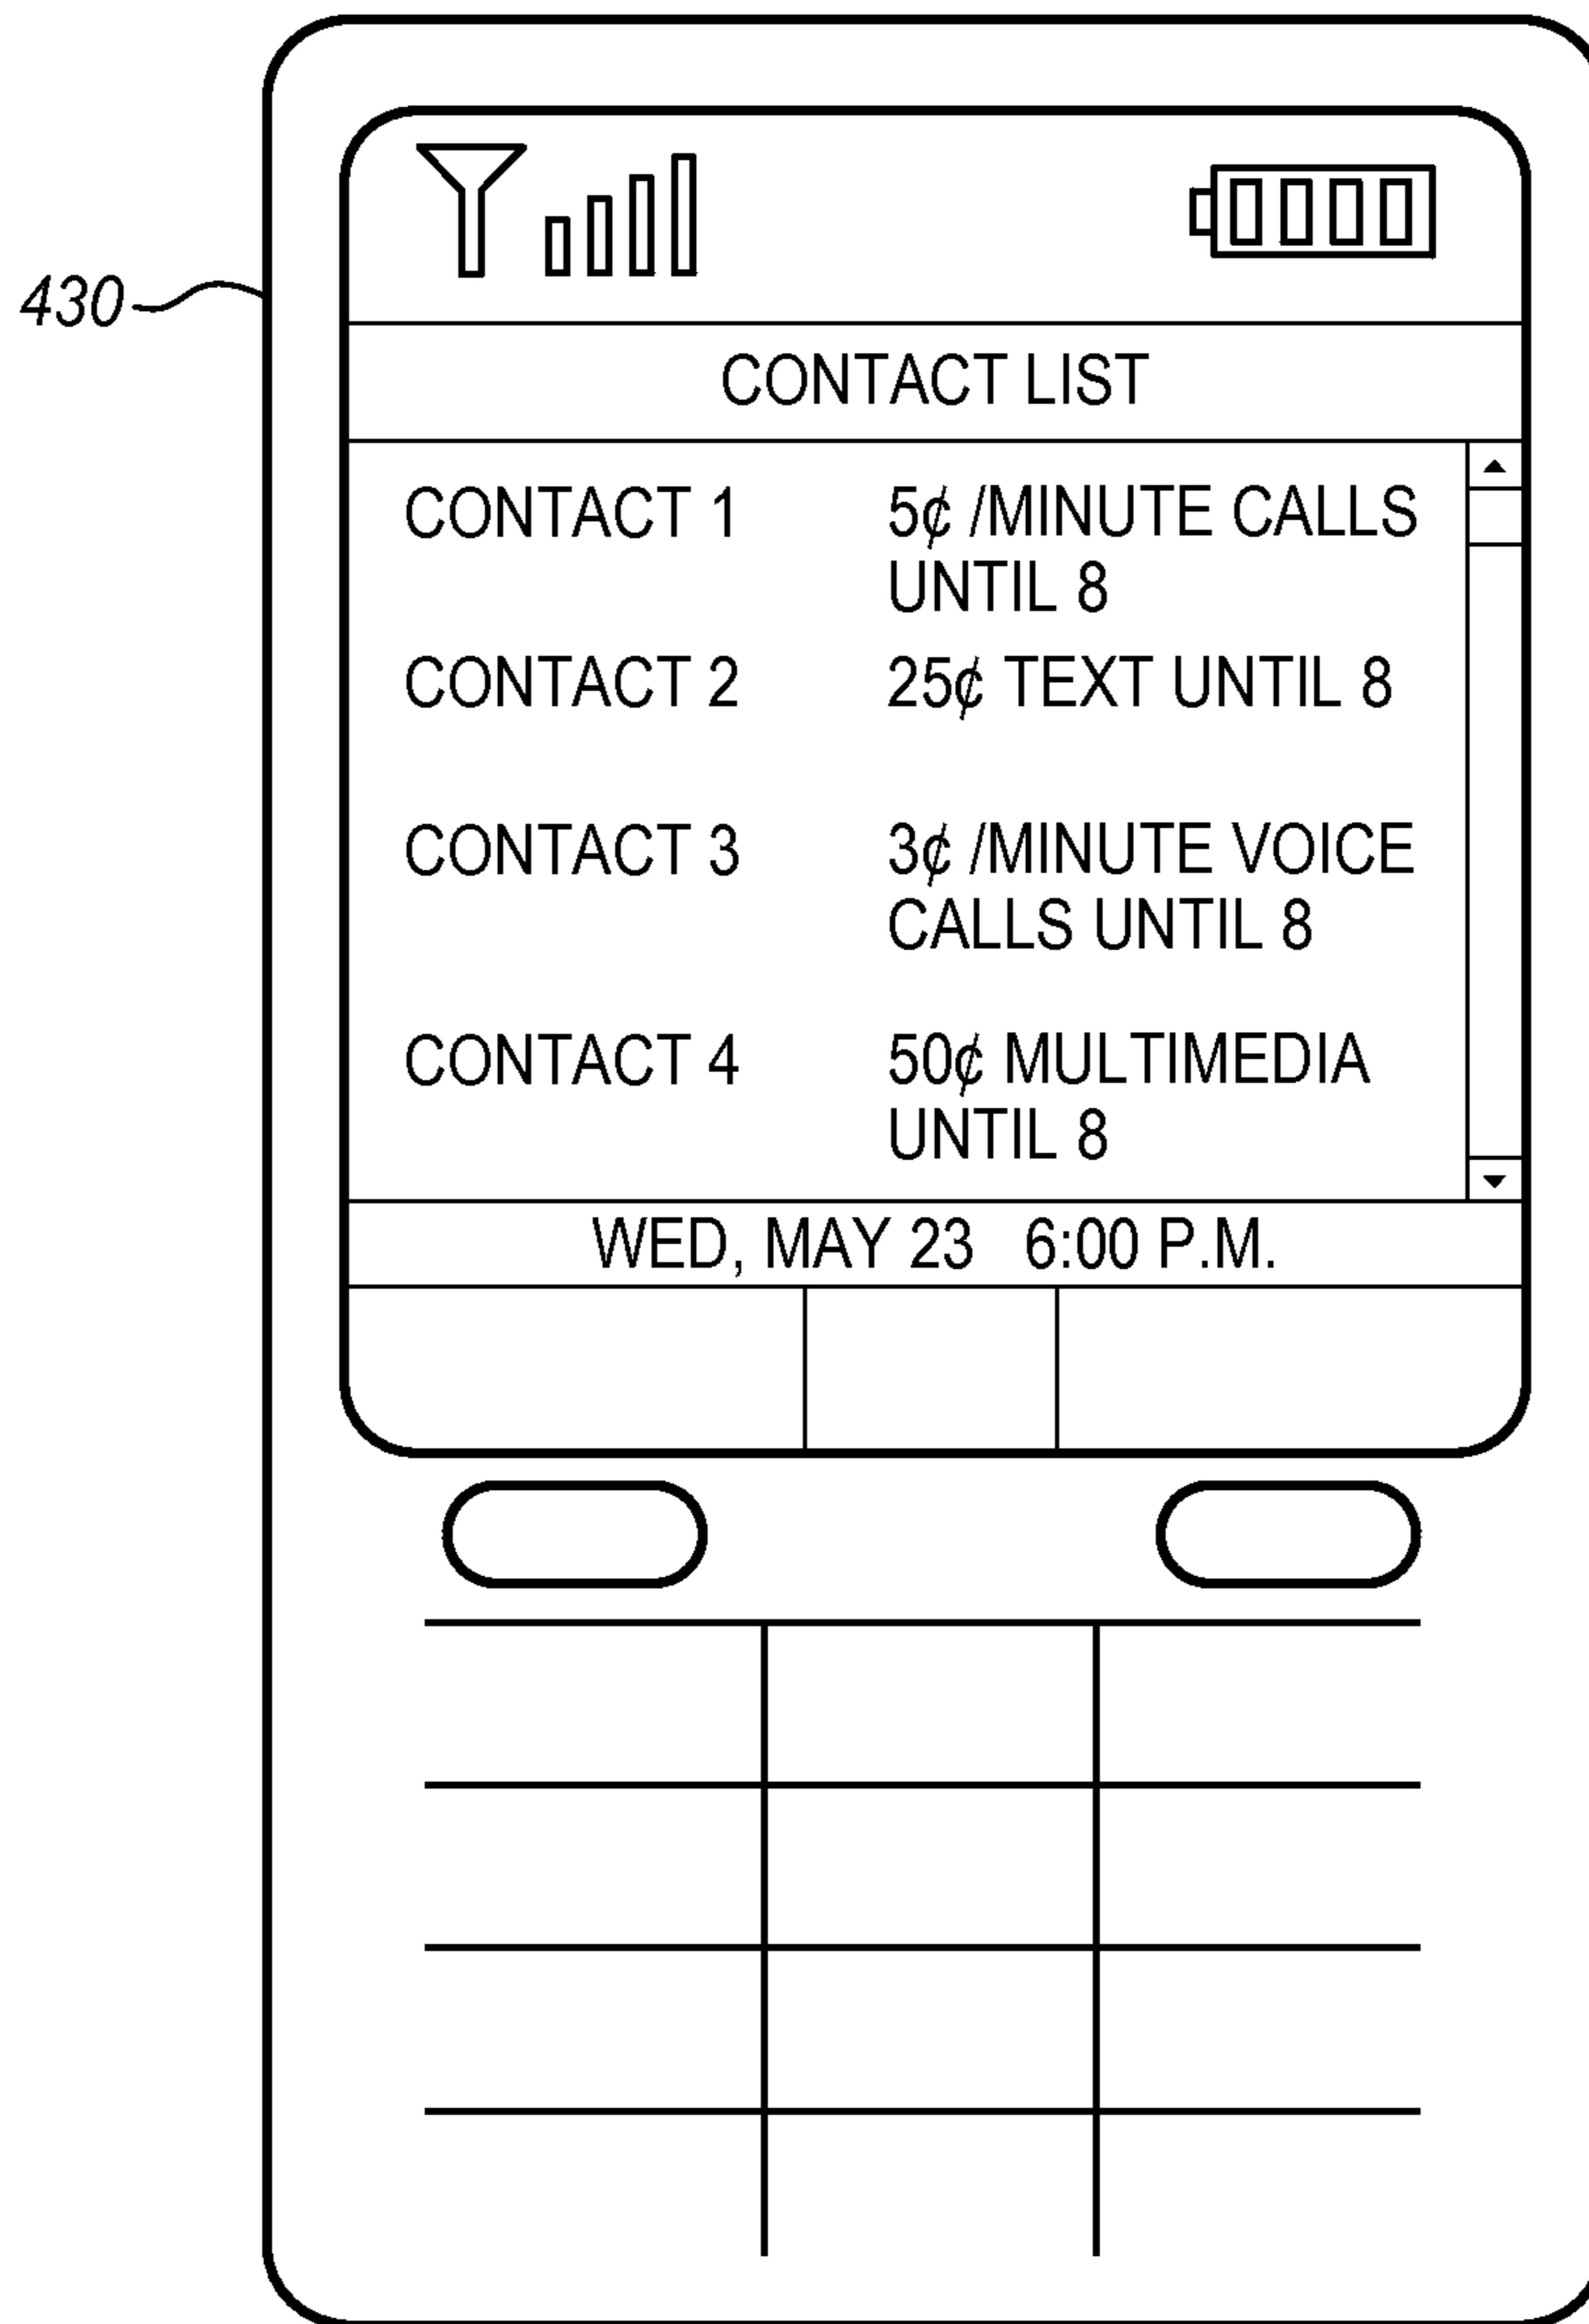 430
CONTACT LIST
CONTACT 1 5¢ /MINUTE CALLS
UNTIL 8
CONTACT 2 25¢ TEXT UNTIL 8
CONTACT 3 3¢ /MINUTE VOICE
CALLS UNTIL 8
CONTACT 4 50¢ MULTIMEDIA
UNTIL 8
WED, MAY 23 6:00 P.M.